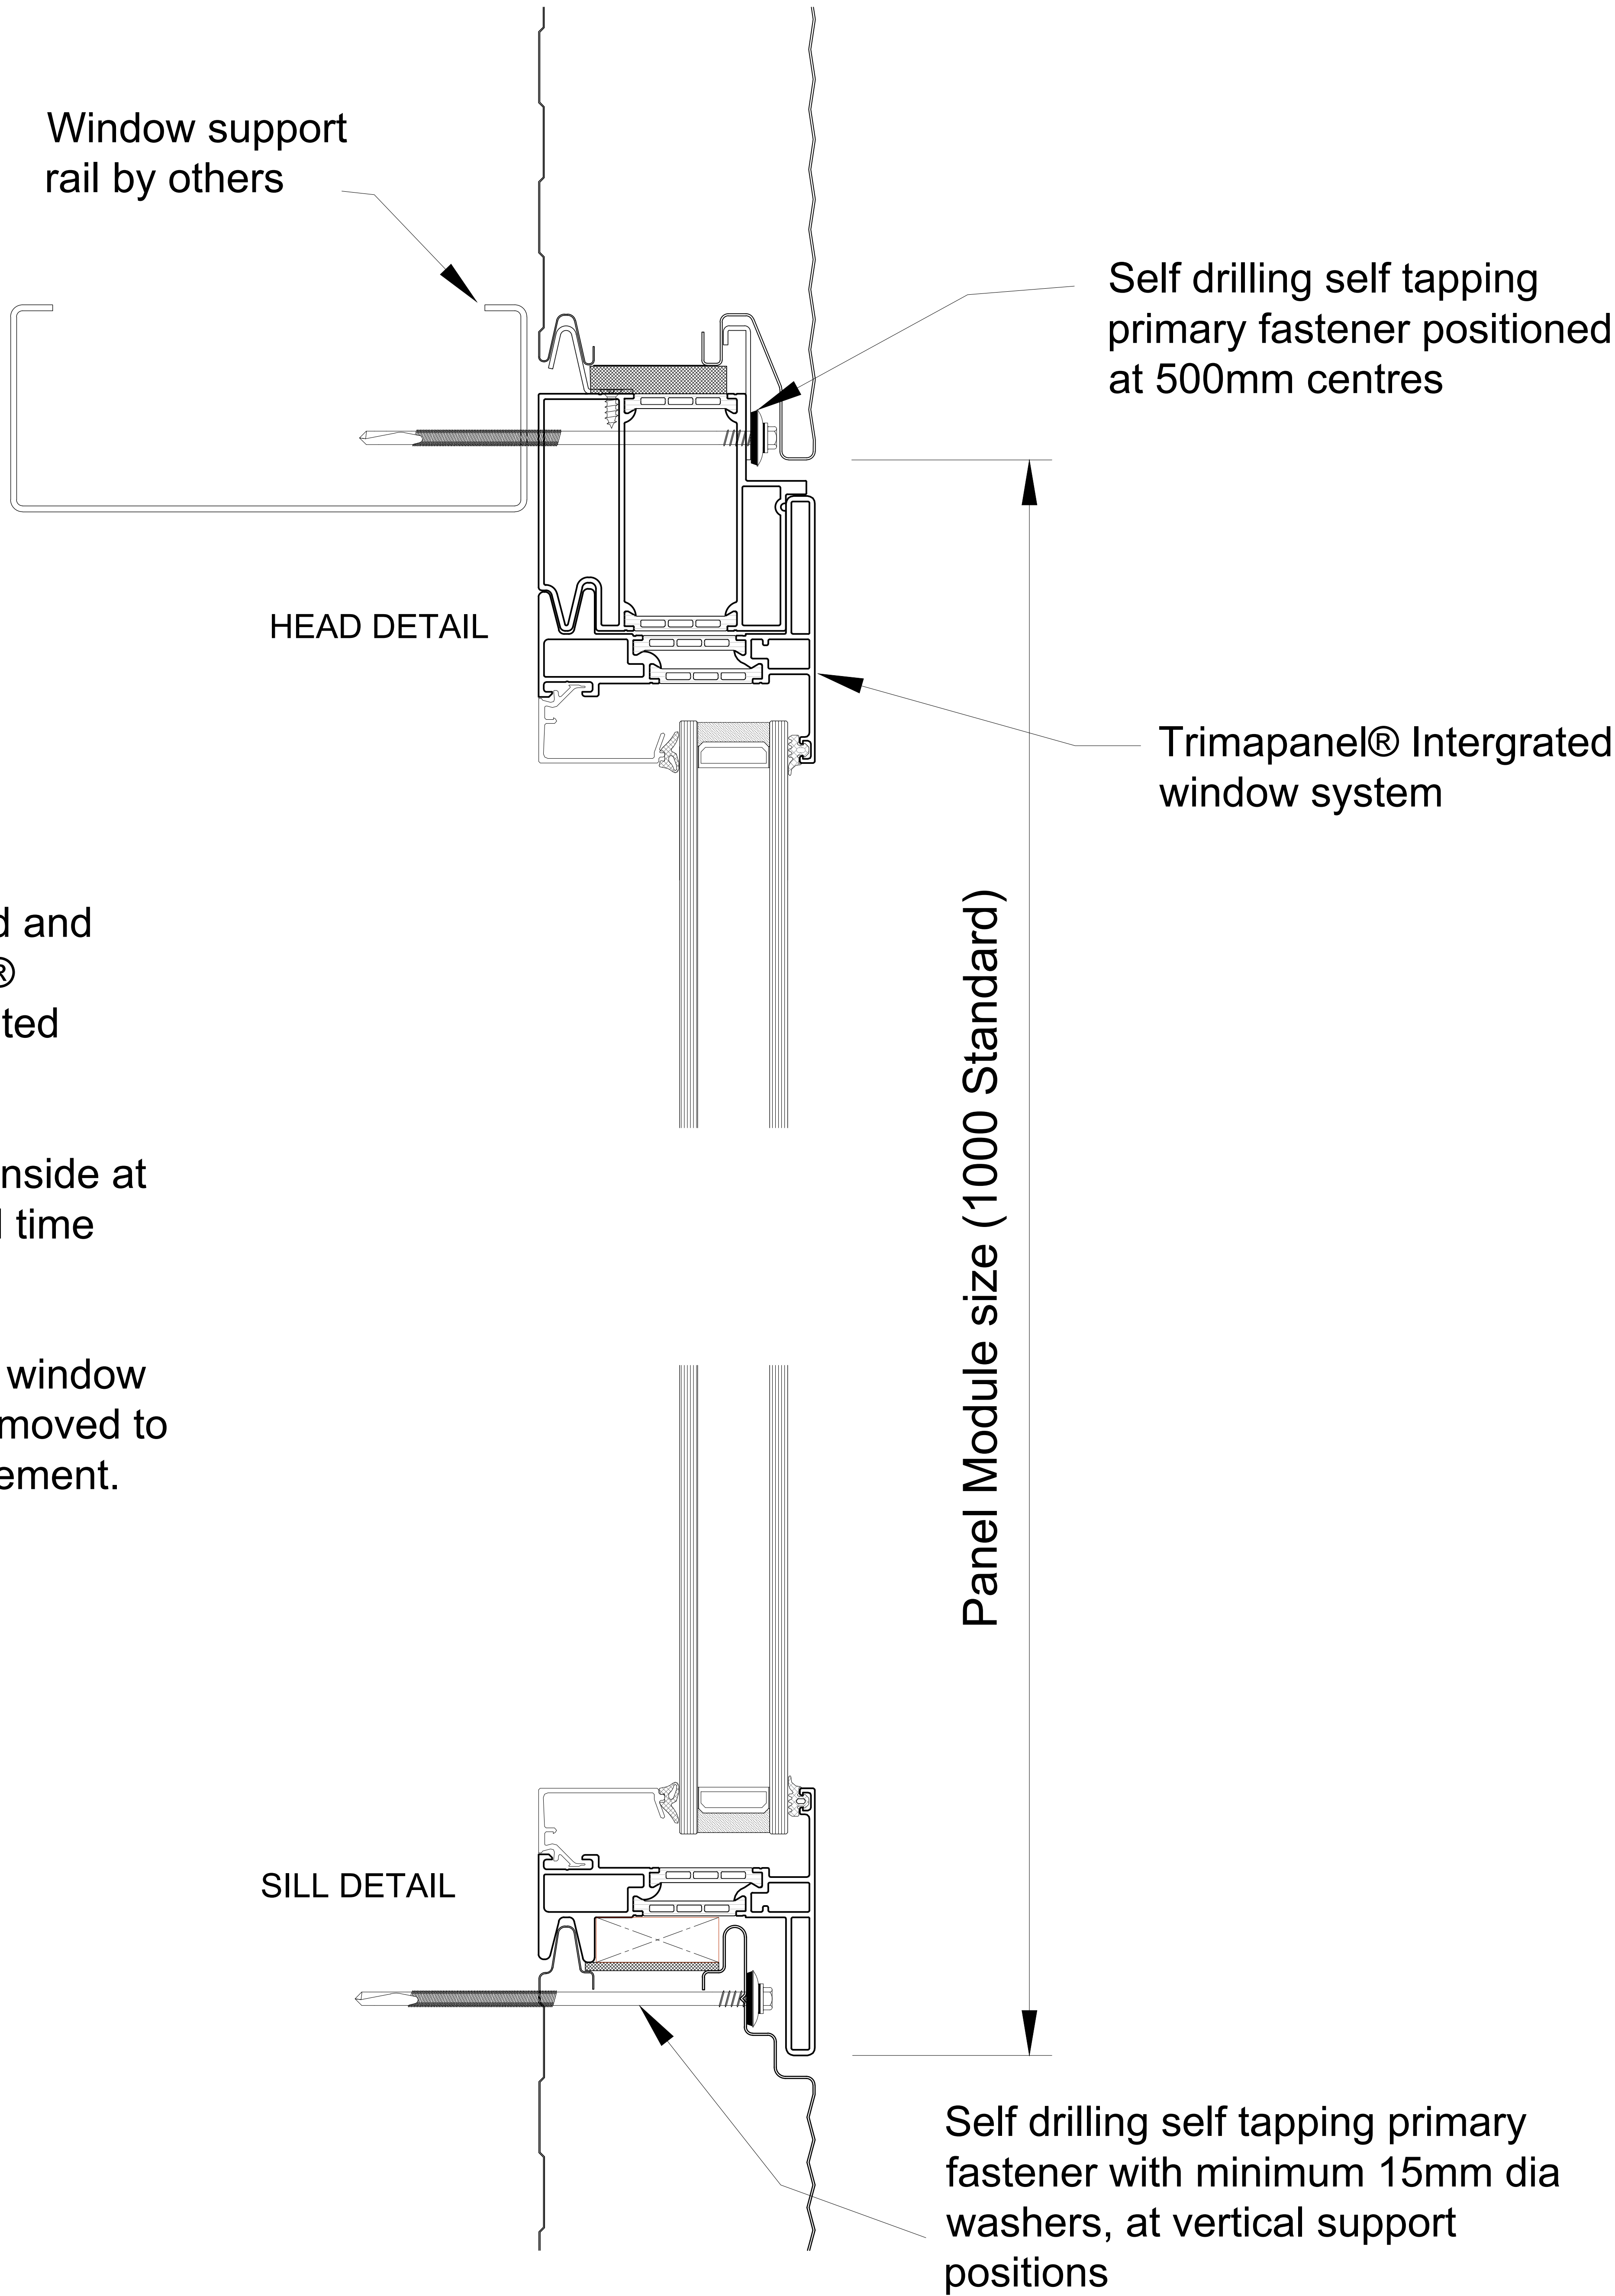 Window support
rail by others
Self drilling self tapping
primary fastener positioned
at 500mm centres
HEAD DETAIL
Trimapanel® Intergrated
window system
d and
®
ted
nside at
time
window
moved to
ement.
Panel Module size (1000 Standard)
SILL DETAIL
Self drilling self tapping primary
fastener with minimum 15mm dia
washers, at vertical support
positions